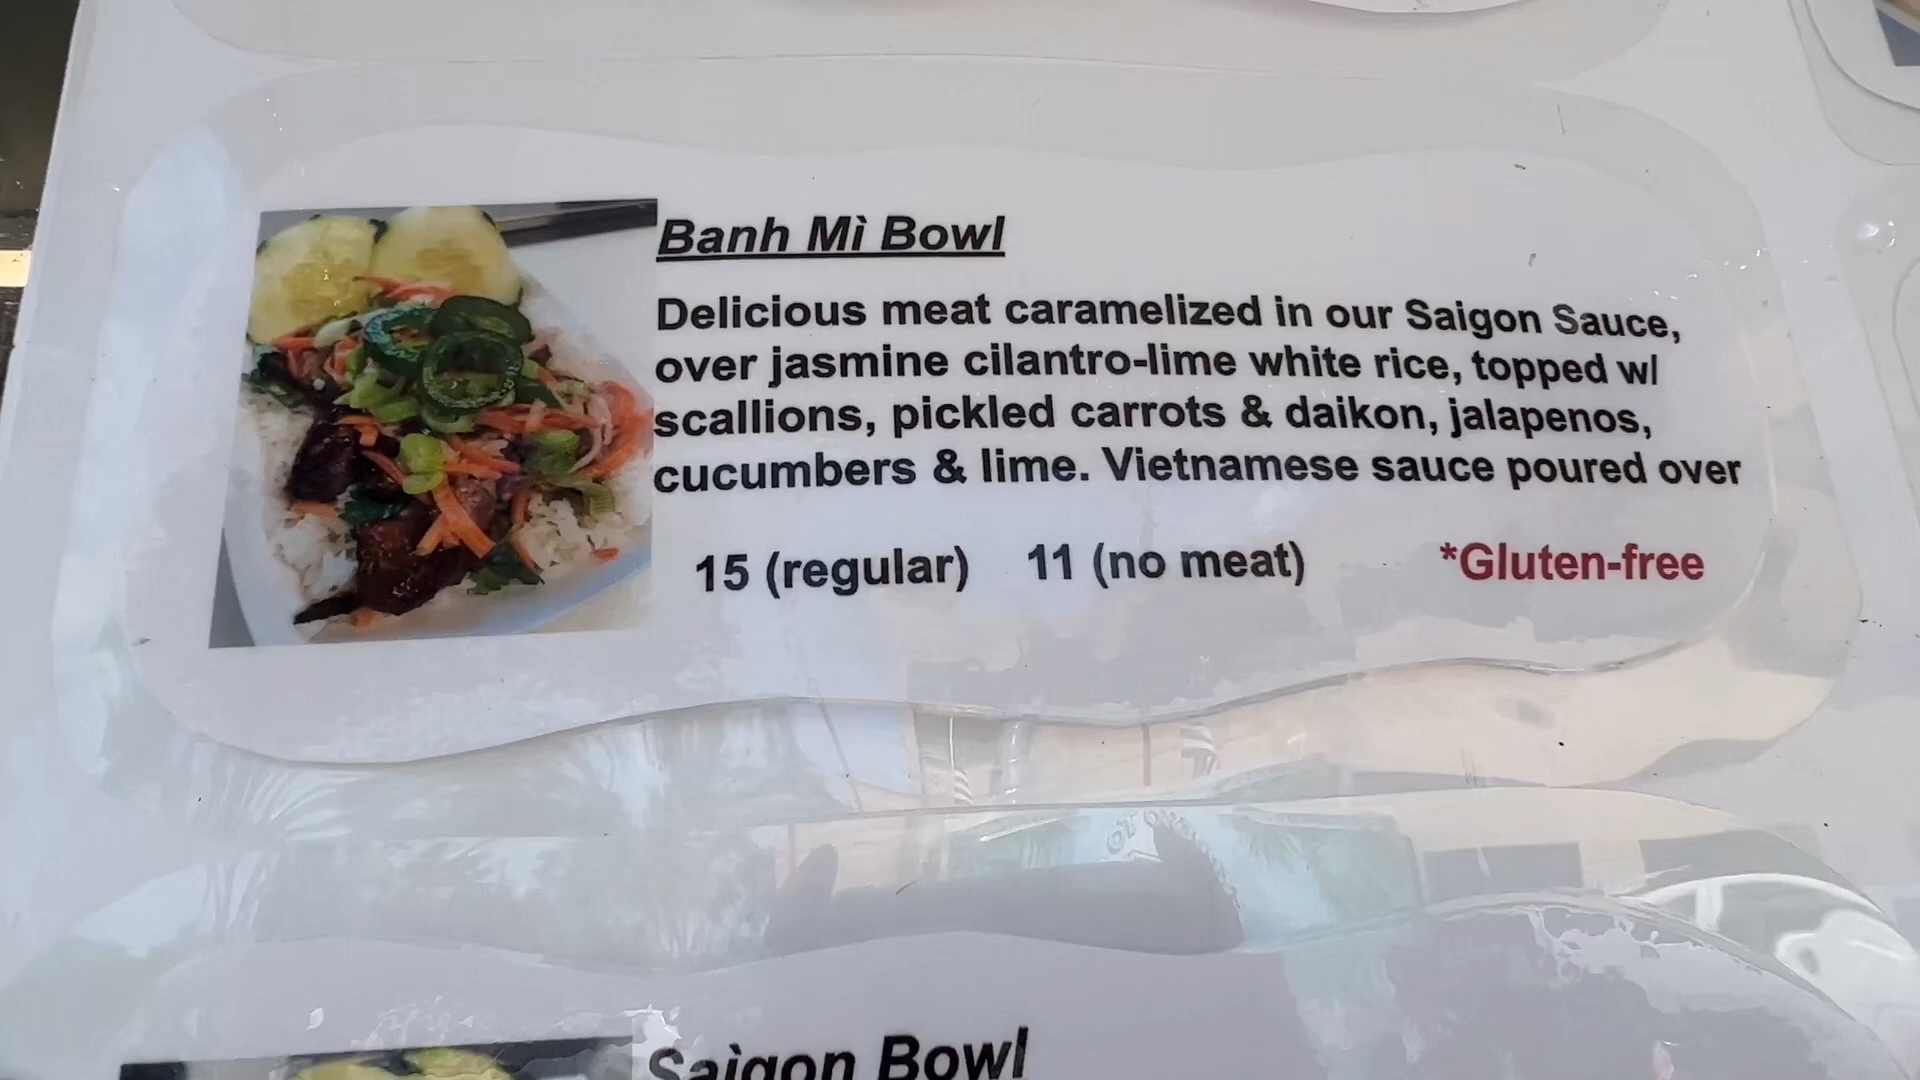 Banh Mì Bowl
Delicious meat caramelized in our Saigon Sauce,
over jasmine cilantro-lime white rice, topped w/
scallions, pickled carrots & daikon, jalapenos,
cucumbers & lime. Vietnamese sauce poured over
15 (regular) 11 (no meat) *Gluten-free
Saìgon Bowl